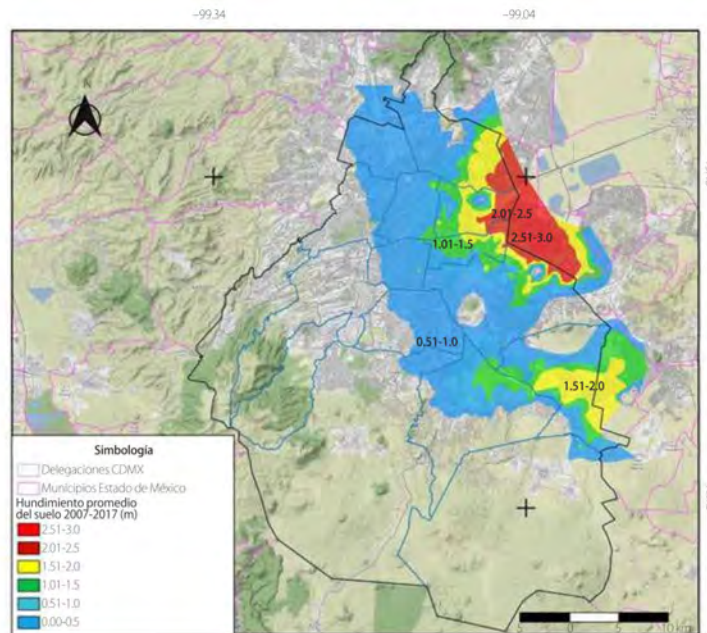 −99.34
−99.04
2.01-2.5
2.51-3.0
1.01-1.5
0.51-1.0
1.51-2.0
Simbología
Delegaciones CDMX
Municipios Estado de México
Hundimiento promedio
del suelo 2007-2017 (m)
2.51-3.0
2.01-2.5
1.51-2.0
1.01-1.5
0.51-1.0
0.00-0.5
5 0 5 10 km